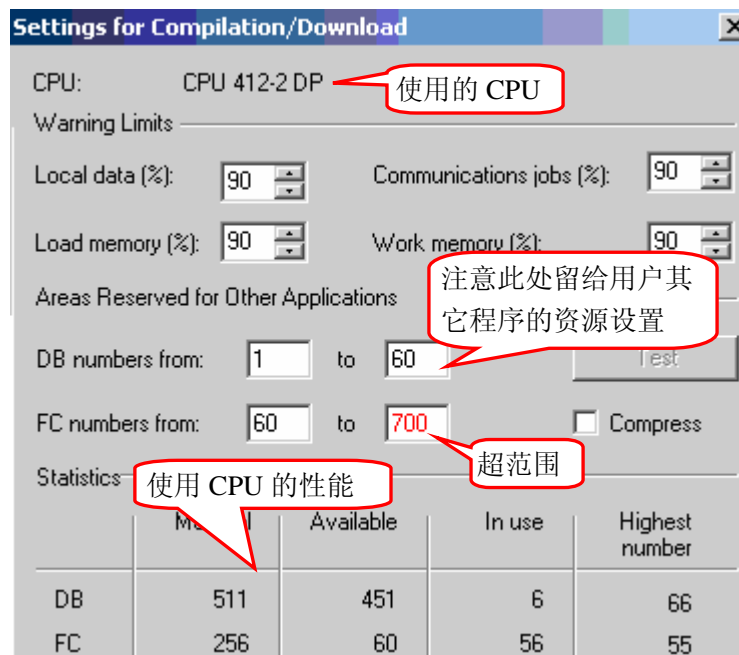 Settings for Compilation/Download
CPU: CPU 412-2 DP
使用的 CPU
Warning Limits
Local data (%): 90 Communications jobs (%): 90
Load memory (%): 90 Work memory (%): 90
注意此处留给用户其
它程序的资源设置
Areas Reserved for Other Applications
DB numbers from: 1 to 60 Test
FC numbers from: 60 to 700 Compress
超范围
Statistics
使用 CPU 的性能
Available In use Highest
number
DB 511 451 6 66
FC 256 60 56 55